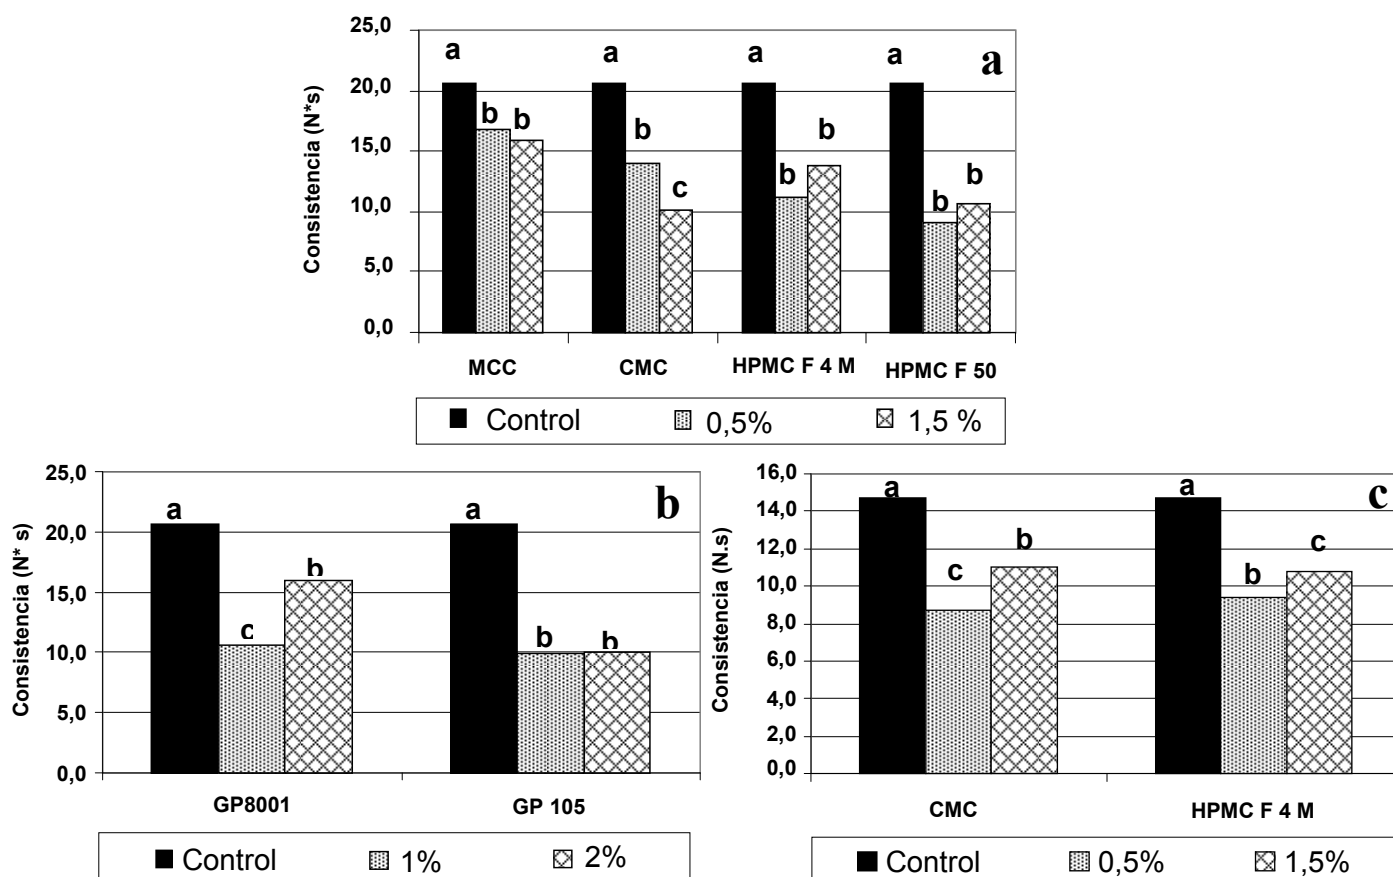 25,0
20,0
15,0
10,0
5,0
0,0
Consistencia (N*s)
a
a b b
a b c
a b b
a b b
MCC CMC HPMC F 4 M HPMC F 50
Control 0,5% 1,5 %
25,0
20,0
15,0
10,0
5,0
0,0
Consistencia (N* s)
b
a c b
a b b
GP8001 GP 105
Control 1% 2%
16,0
14,0
12,0
10,0
8,0
6,0
4,0
2,0
0,0
Consistencia (N.s)
c
a c b
a b c
CMC HPMC F 4 M
Control 0,5% 1,5%